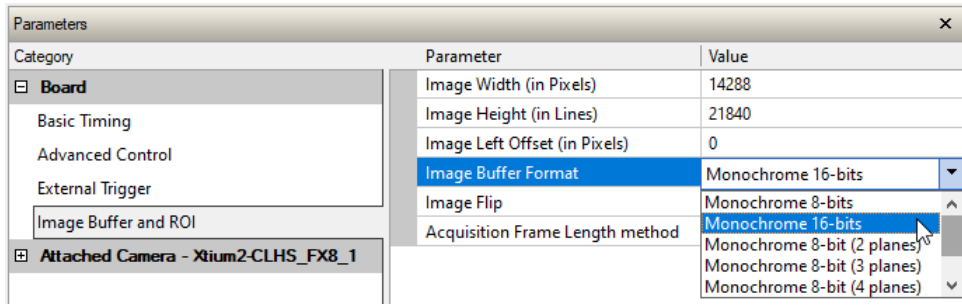 Parameters ×
Category Parameter Value
Board
Basic Timing
Advanced Control
External Trigger
Image Buffer and ROI
Attached Camera - Xtium2-CLHS_FX8_1
Image Width (in Pixels) 14288
Image Height (in Lines) 21840
Image Left Offset (in Pixels) 0
Image Buffer Format Monochrome 16-bits
Image Flip
Acquisition Frame Length method
Monochrome 8-bits
Monochrome 16-bits
Monochrome 8-bit (2 planes)
Monochrome 8-bit (3 planes)
Monochrome 8-bit (4 planes)